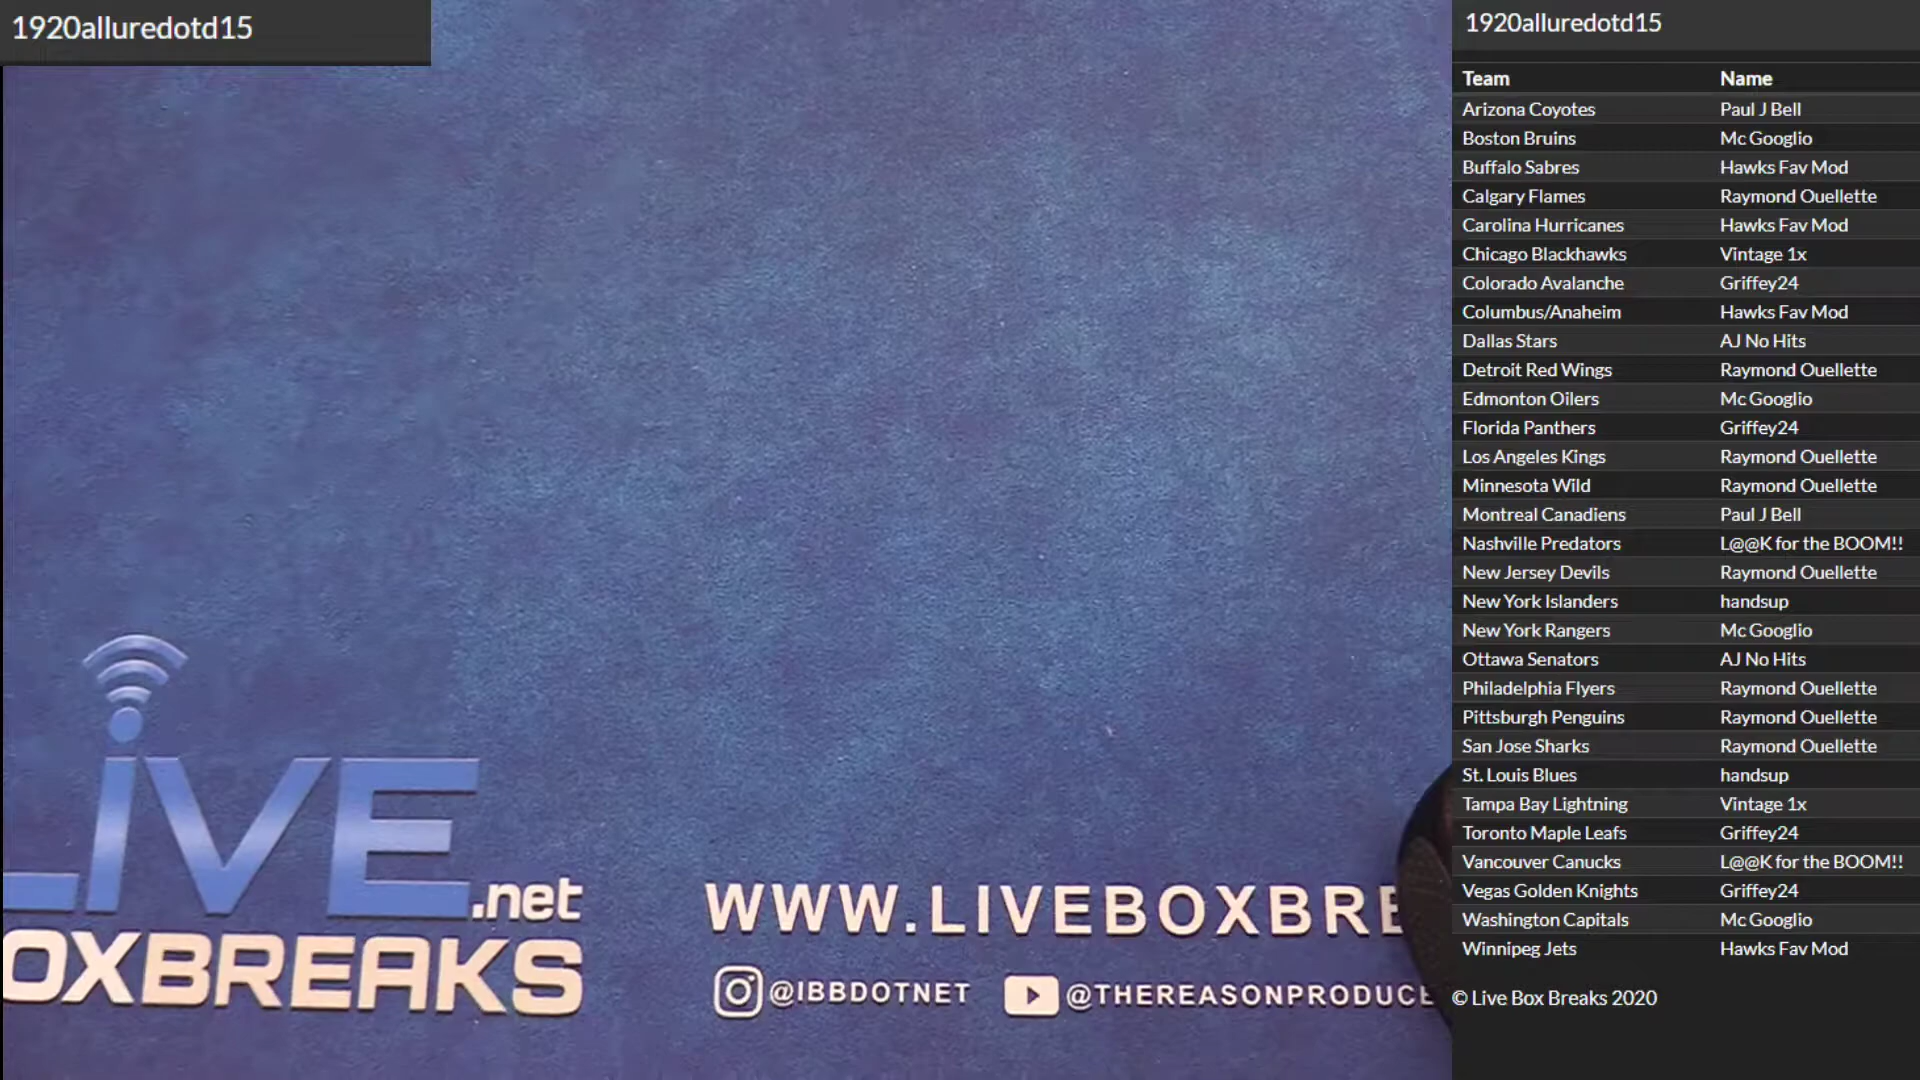 1920alluredotd15
LIVE
.net
OXBREAKS
WWW.LIVEBOXBRE
@IBBDOTNET
@THEREASONPRODUCE
1920alluredotd15
Team Name
Arizona Coyotes Paul J Bell
Boston Bruins Mc Googlio
Buffalo Sabres Hawks Fav Mod
Calgary Flames Raymond Ouellette
Carolina Hurricanes Hawks Fav Mod
Chicago Blackhawks Vintage 1x
Colorado Avalanche Griffey24
Columbus/Anaheim Hawks Fav Mod
Dallas Stars AJ No Hits
Detroit Red Wings Raymond Ouellette
Edmonton Oilers Mc Googlio
Florida Panthers Griffey24
Los Angeles Kings Raymond Ouellette
Minnesota Wild Raymond Ouellette
Montreal Canadiens Paul J Bell
Nashville Predators L@@K for the BOOM!!
New Jersey Devils Raymond Ouellette
New York Islanders handsup
New York Rangers Mc Googlio
Ottawa Senators AJ No Hits
Philadelphia Flyers Raymond Ouellette
Pittsburgh Penguins Raymond Ouellette
San Jose Sharks Raymond Ouellette
St. Louis Blues handsup
Tampa Bay Lightning Vintage 1x
Toronto Maple Leafs Griffey24
Vancouver Canucks L@@K for the BOOM!!
Vegas Golden Knights Griffey24
Washington Capitals Mc Googlio
Winnipeg Jets Hawks Fav Mod
© Live Box Breaks 2020